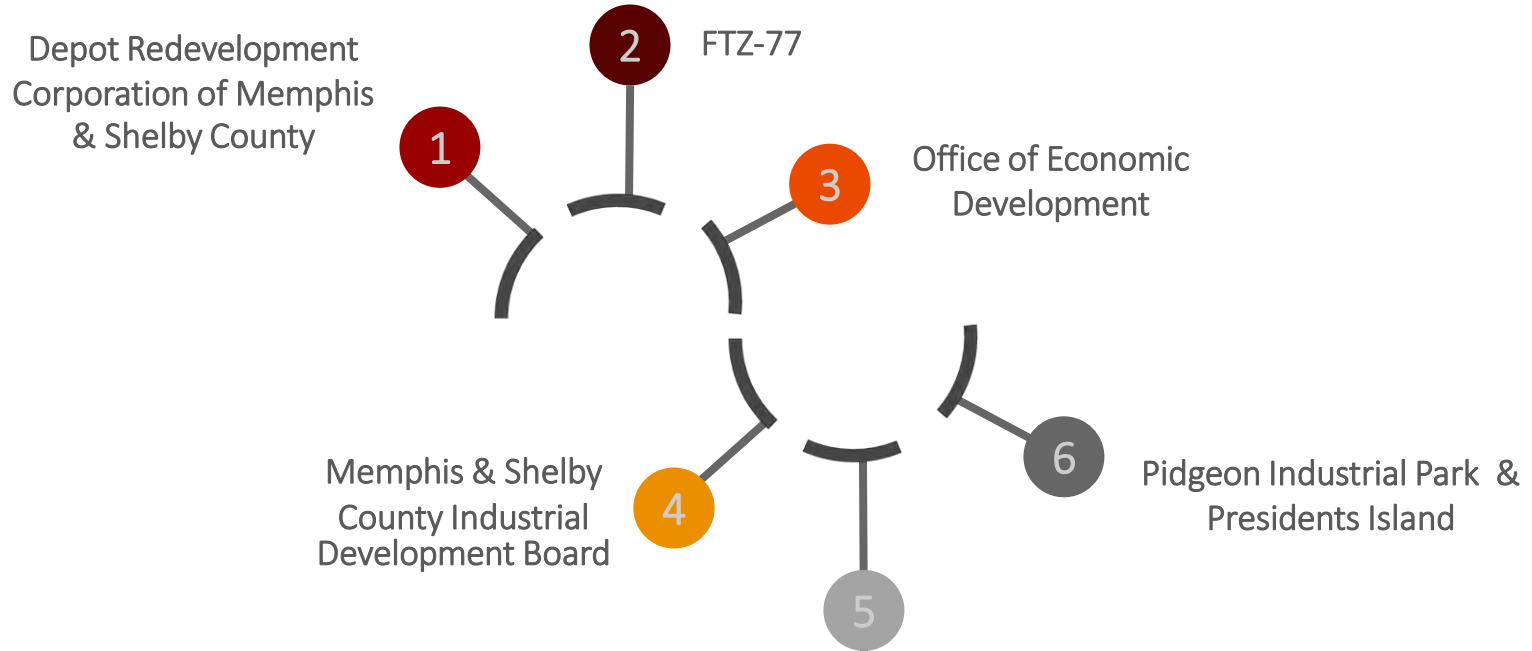 Depot Redevelopment
Corporation of Memphis
& Shelby County
1
2
FTZ-77
3
Office of Economic
Development
Memphis & Shelby
County Industrial
Development Board
4
5
6
Pidgeon Industrial Park &
Presidents Island